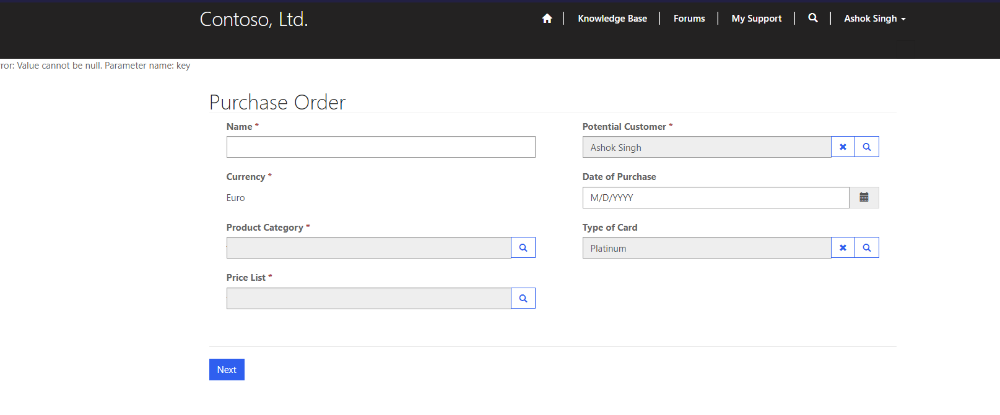 Contoso, Ltd.
Knowledge Base
Forums
My Support
Ashok Singh
ror: Value cannot be null. Parameter name: key
Purchase Order
Name *
Potential Customer *
Ashok Singh
Currency *
Date of Purchase
Euro
M/D/YYYY
Product Category *
Type of Card
Platinum
Price List *
Next